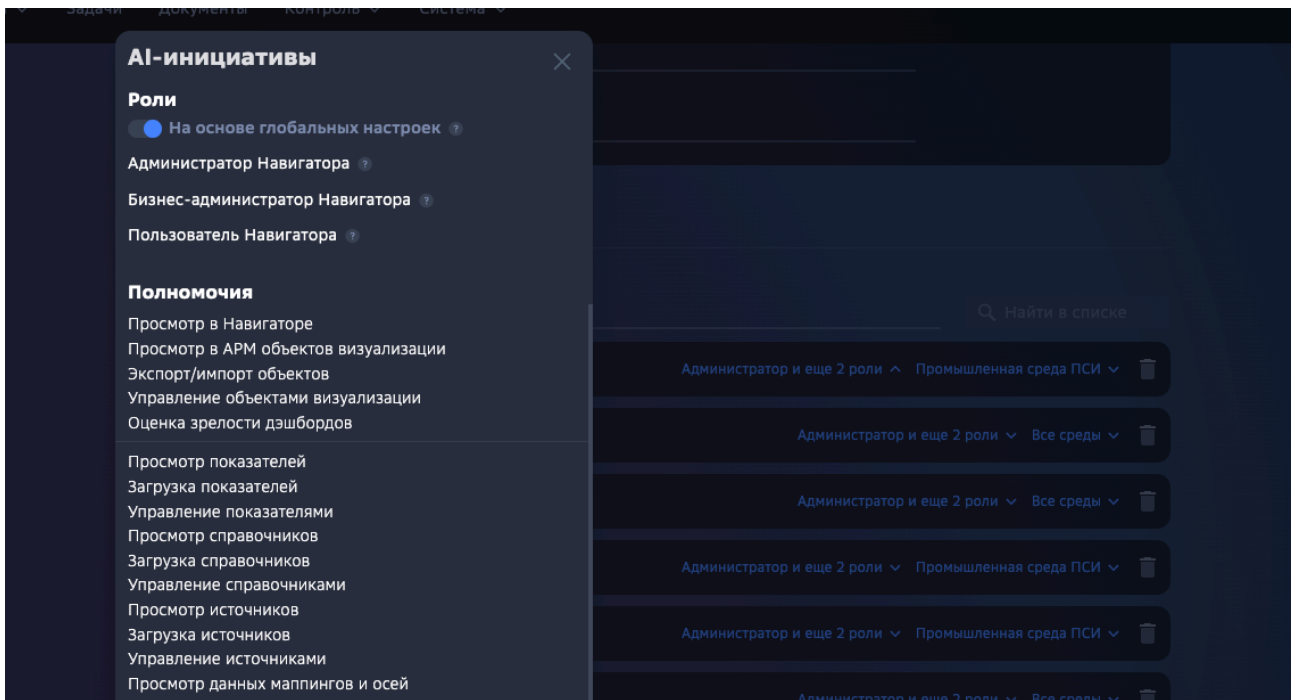 Задачи Документы Контроль Система
AI-инициативы
Роли
На основе глобальных настроек ?
Администратор Навигатора ?
Бизнес-администратор Навигатора ?
Пользователь Навигатора ?
Полномочия
Просмотр в Навигаторе
Найти в списке
Просмотр в АРМ объектов визуализации
Экспорт/импорт объектов
Администратор и еще 2 роли Промышленная среда ПСИ
Управление объектами визуализации
Оценка зрелости дэшбордов
Администратор и еще 2 роли Все среды
Просмотр показателей
Загрузка показателей
Администратор и еще 2 роли Все среды
Управление показателями
Просмотр справочников
Загрузка справочников
Администратор и еще 2 роли Промышленная среда ПСИ
Управление справочниками
Просмотр источников
Загрузка источников
Администратор и еще 2 роли Промышленная среда ПСИ
Управление источниками
Просмотр данных маппингов и осей
Администратор и еще 2 роли Все среды